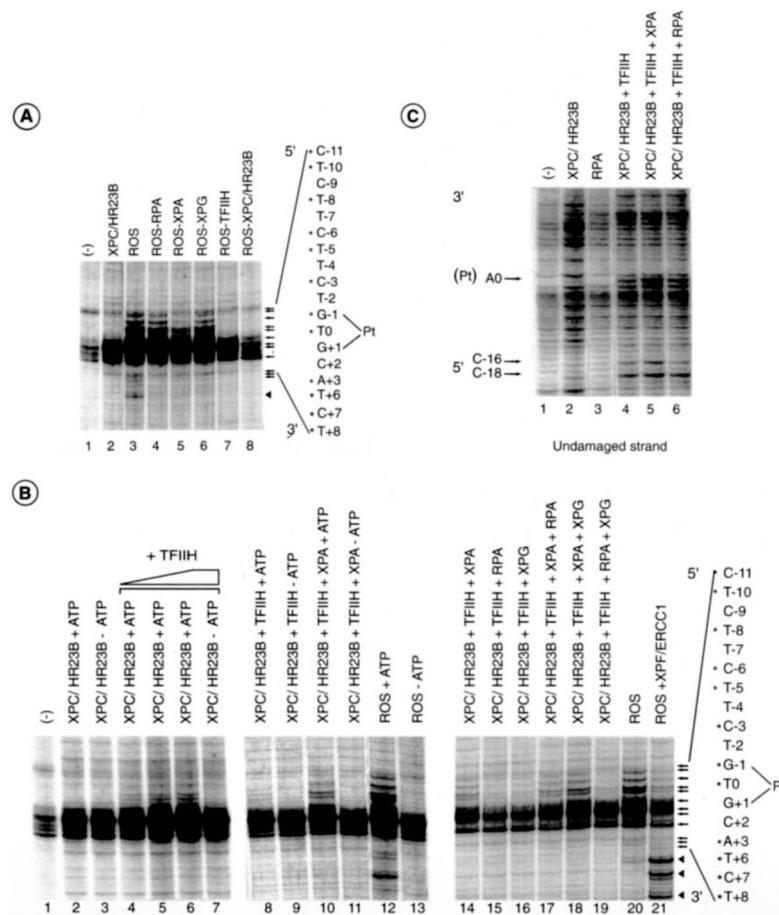 A
(-)
XPC/HR23B
ROS
ROS-RPA
ROS-XPA
ROS-XPG
ROS-TFIIH
ROS-XPC/HR23B
5'
* C-11
* T-10
C-9
* T-8
T-7
* C-6
* T-5
T-4
* C-3
T-2
* G-1
* T0
G+1
Pt
C+2
* A+3
* T+6
* C+7
3' * T+8
1 2 3 4 5 6 7 8
C
(-)
XPC/ HR23B
RPA
XPC/ HR23B + TFIIH
XPC/ HR23B + TFIIH + XPA
XPC/ HR23B + TFIIH + RPA
3'
(Pt) A0
C-16
5'
C-18
1 2 3 4 5 6
Undamaged strand
B
+ TFIIH
(-)
XPC/ HR23B + ATP
XPC/ HR23B - ATP
XPC/ HR23B + ATP
XPC/ HR23B + ATP
XPC/ HR23B + ATP
XPC/ HR23B - ATP
1 2 3 4 5 6 7
XPC/ HR23B + TFIIH + ATP
XPC/ HR23B + TFIIH - ATP
XPC/ HR23B + TFIIH + XPA + ATP
XPC/ HR23B + TFIIH + XPA - ATP
ROS + ATP
ROS - ATP
8 9 10 11 12 13
XPC/ HR23B + TFIIH + XPA
XPC/ HR23B + TFIIH + RPA
XPC/ HR23B + TFIIH + XPG
XPC/ HR23B + TFIIH + XPA + RPA
XPC/ HR23B + TFIIH + XPA + XPG
XPC/ HR23B + TFIIH + RPA + XPG
ROS
ROS +XPF/ERCC1
14 15 16 17 18 19 20 21
5'
C-11
* T-10
C-9
* T-8
T-7
* C-6
* T-5
T-4
* C-3
T-2
* G-1
* T0
G+1
P
C+2
* A+3
* T+6
* C+7
3' * T+8